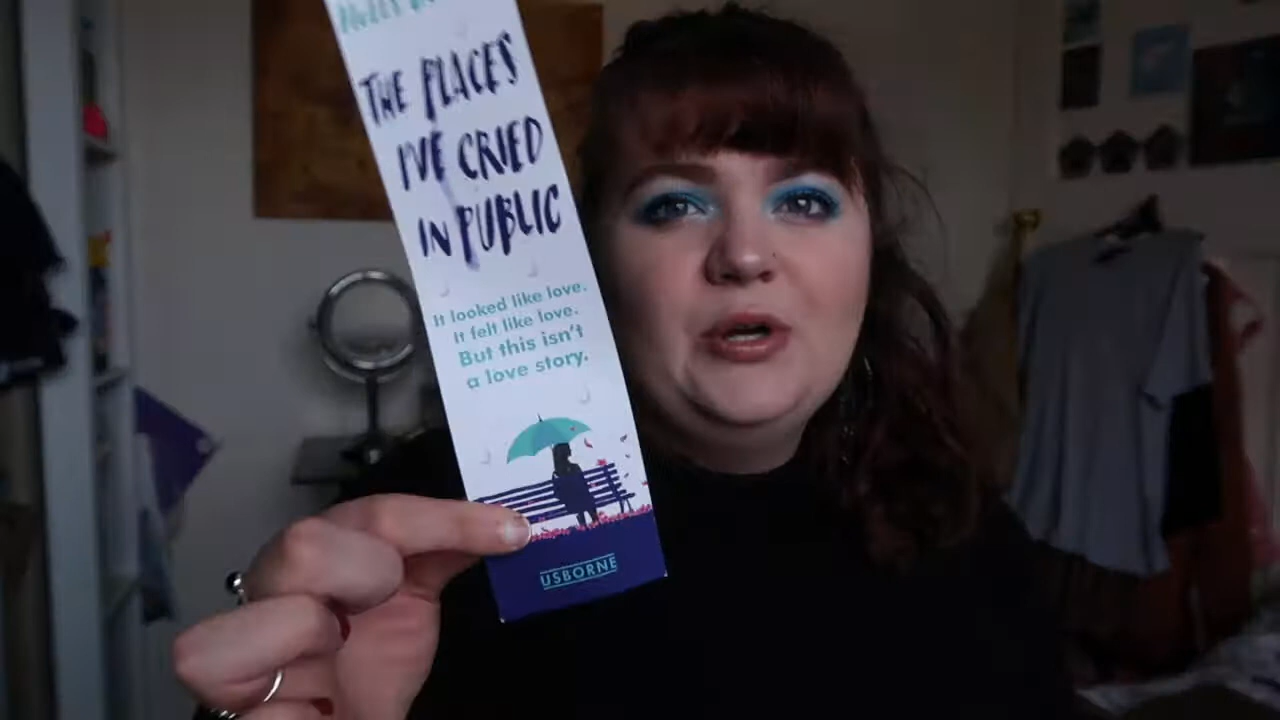 THE PLACES
I'VE CRIED
IN PUBLIC
It looked like love.
It felt like love.
But this isn't
a love story.
USBORNE